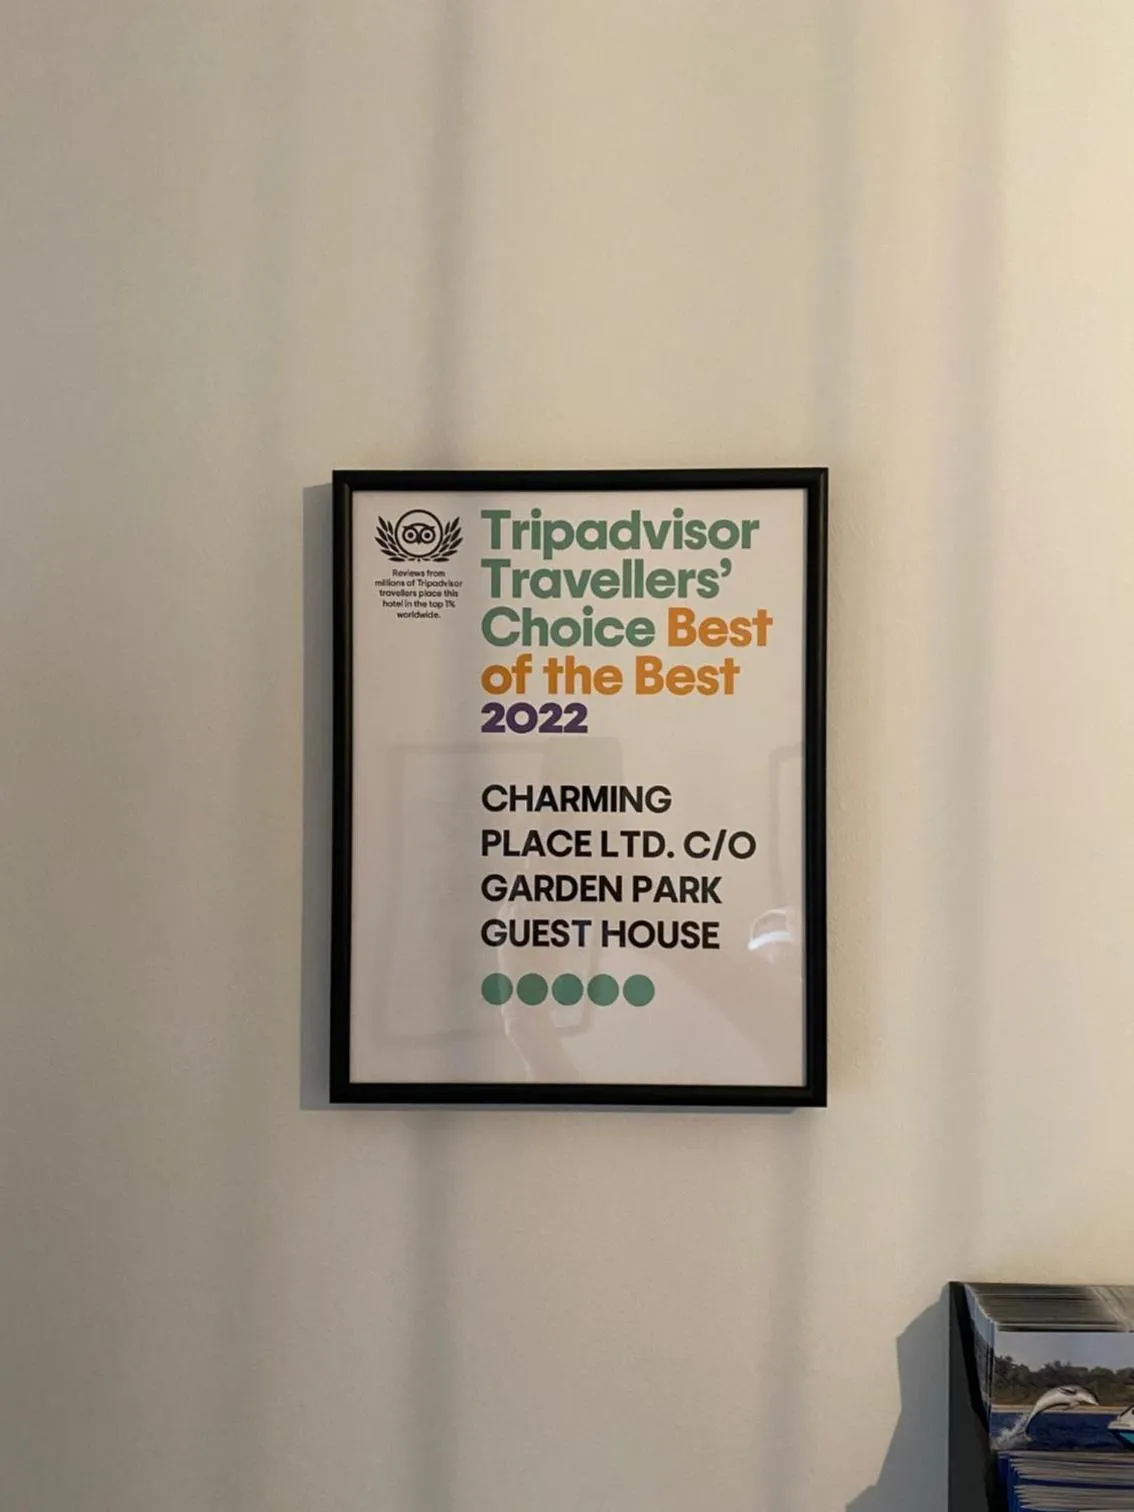 Reviews from
millions of Tripadvisor
travellers place this
hotel in the top 1%
worldwide.
Tripadvisor
Travellers’
Choice Best
of the Best
2022
CHARMING
PLACE LTD. C/O
GARDEN PARK
GUEST HOUSE